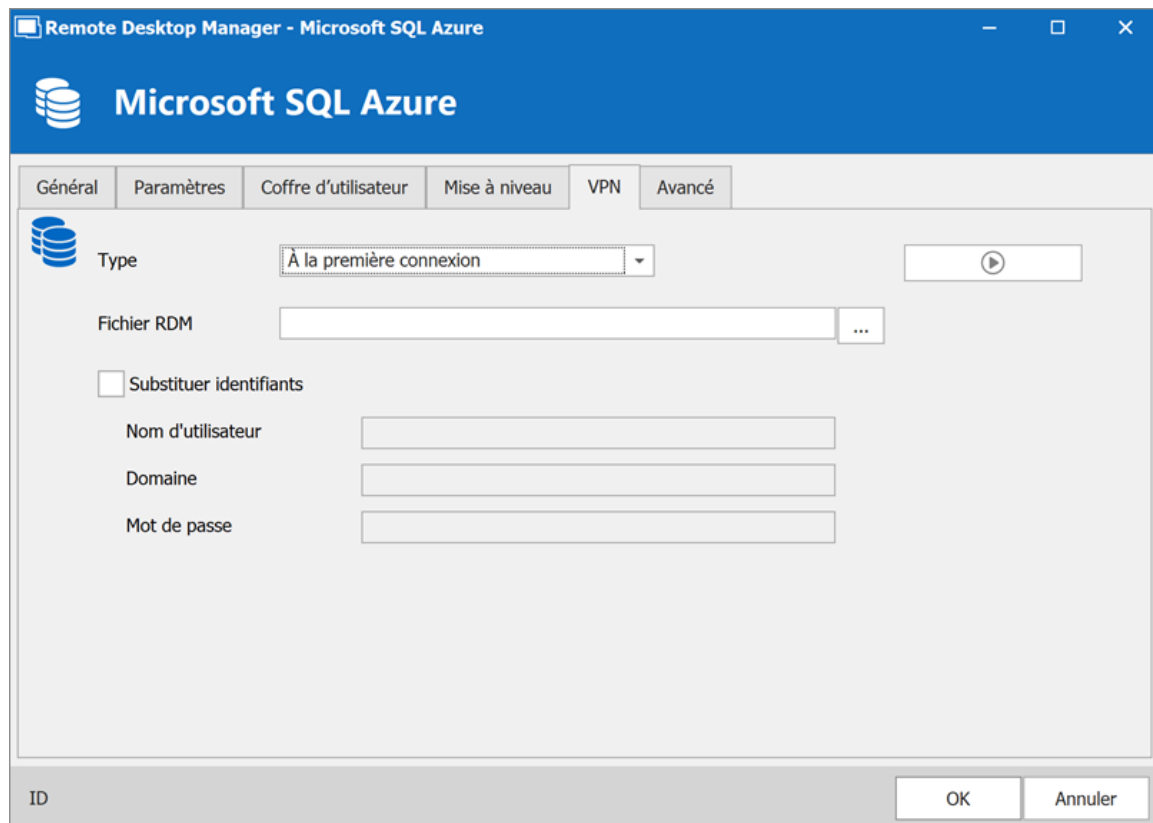 Remote Desktop Manager - Microsoft SQL Azure
Microsoft SQL Azure
Général Paramètres Coffre d’utilisateur Mise à niveau VPN Avancé
Type À la première connexion
Fichier RDM ...
Substituer identifiants
Nom d'utilisateur
Domaine
Mot de passe
ID OK Annuler